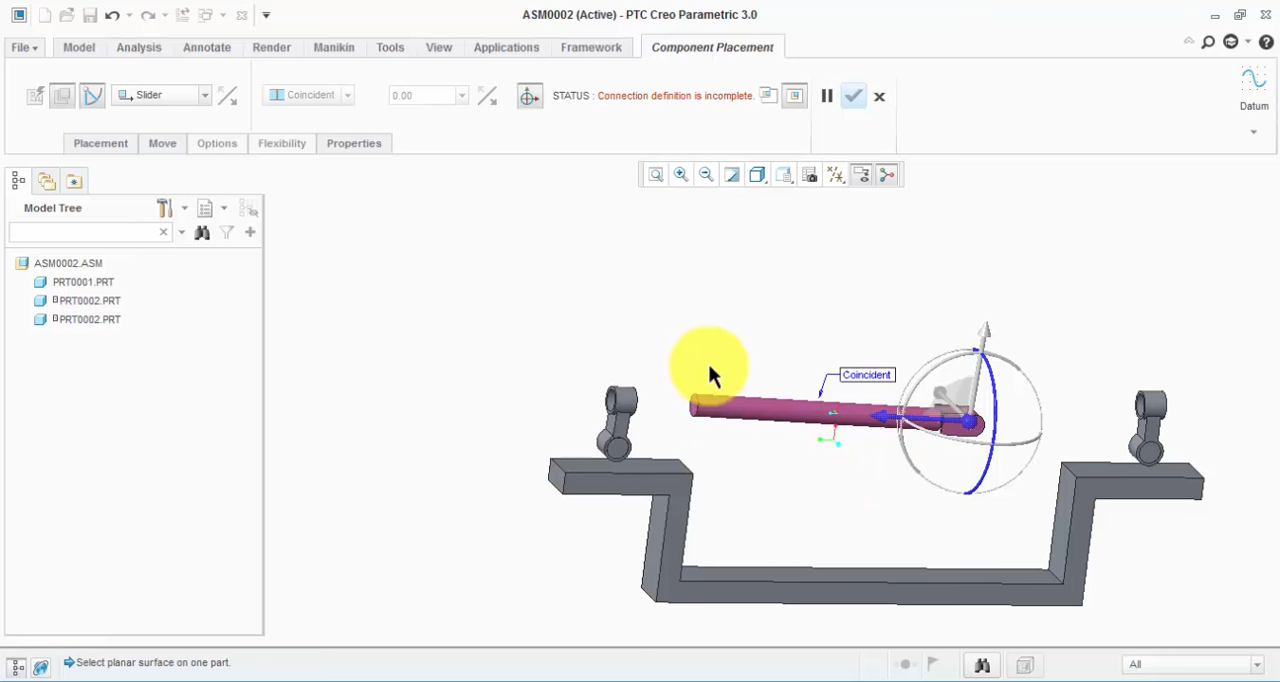 ASM0002 (Active) - PTC Creo Parametric 3.0
File Model Analysis Annotate Render Manikin Tools View Applications Framework Component Placement
Slider Coincident 0.00 STATUS : Connection definition is incomplete. Datum
Placement Move Options Flexibility Properties
Model Tree
ASM0002.ASM
PRT0001.PRT
PRT0002.PRT
PRT0002.PRT
Coincident
Select planar surface on one part.
All